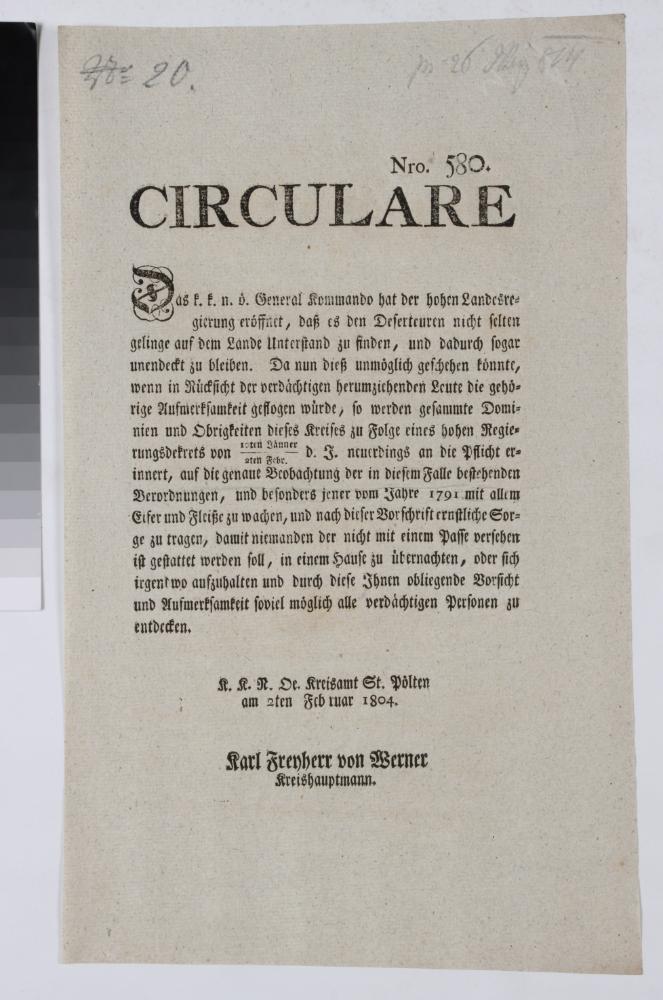 20.
Nro. 580.
CIRCULARE
Das k. k. n. ö. General Kommando hat der hohen Landesre-
gierung eröffnet, daß es den Deserteuren nicht selten
gelinge auf dem Lande Unterstand zu finden, und dadurch sogar
unendeckt zu bleiben. Da nun dieß unmöglich geschehen könnte,
wenn in Rücksicht der verdächtigen herumziehenden Leute die gehö-
rige Aufmerksamkeit gepflogen würde, so werden gesammte Domi-
nien und Obrigkeiten dieses Kreises zu Folge eines hohen Regie-
rungsdekrets von Jänner / 2ten Febr. d. J. neuerdings an die Pflicht er-
innert, auf die genaue Beobachtung der in diesem Falle bestehenden
Verordnungen, und besonders jener vom Jahre 1791 mit allem
Eifer und Fleiße zu wachen, und nach dieser Vorschrift ernstliche Sor-
ge zu tragen, damit niemanden der nicht mit einem Passe versehen
ist gestattet werden soll, in einem Hause zu übernachten, oder sich
irgendwo aufzuhalten und durch diese Ihnen obliegende Vorsicht
und Aufmerksamkeit soviel möglich alle verdächtigen Personen zu
entdecken.
K. K. N. Oe. Kreisamt St. Pölten
am 2ten Februar 1804.
Karl Freyherr von Werner
Kreishauptmann.